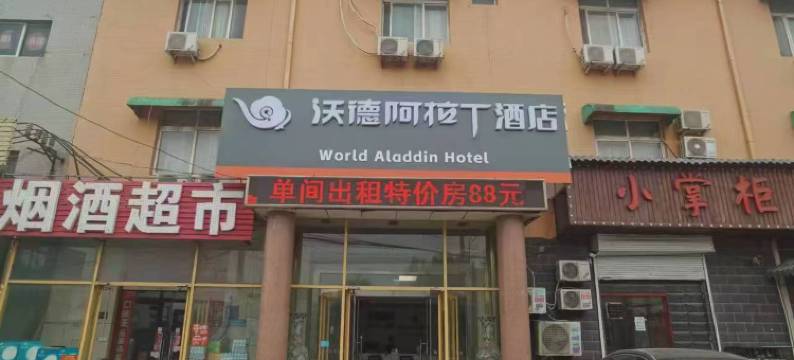 沃德阿拉丁酒店
World Aladdin Hotel
单间出租特价房88元
烟酒超市
小掌柜